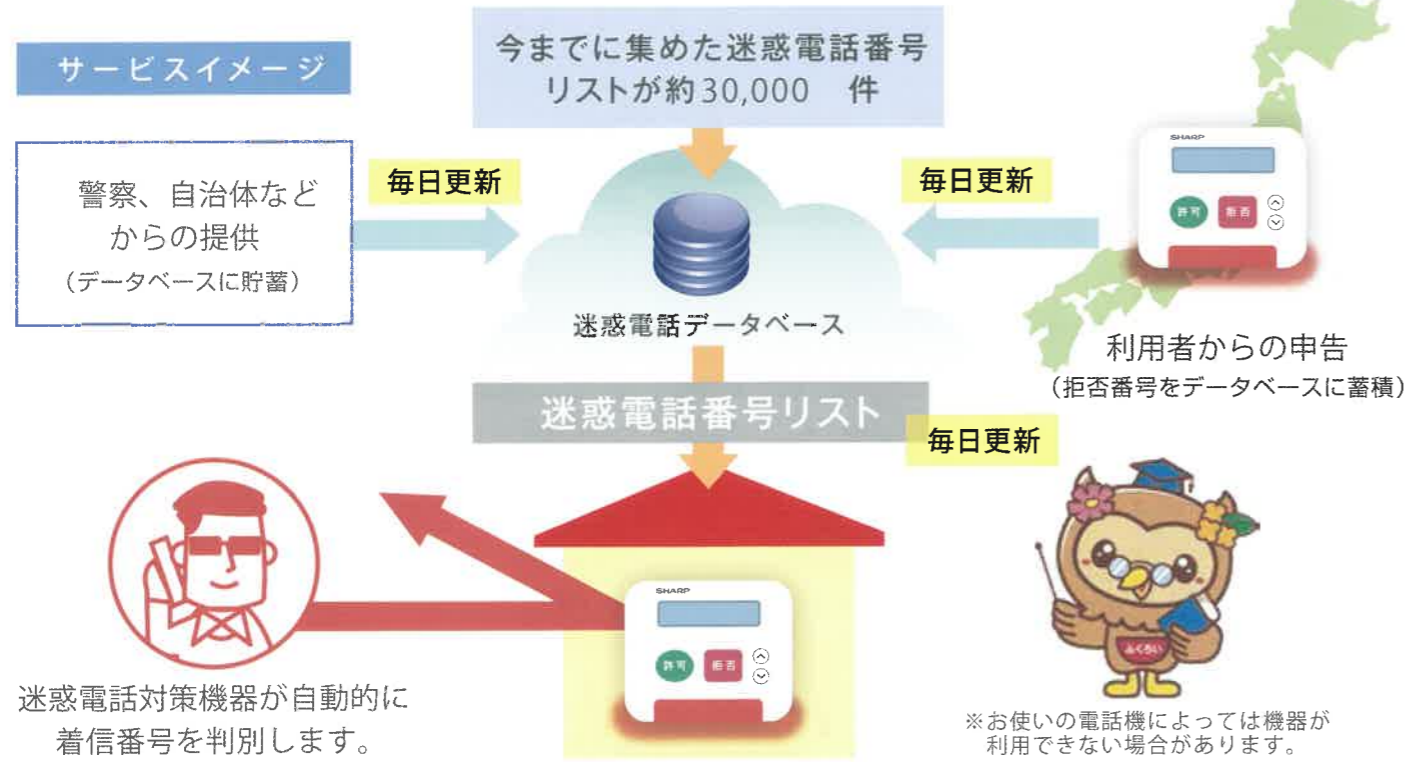 サービスイメージ
今までに集めた迷惑電話番号
リストが約30,000 件
警察、自治体など
からの提供
（データベースに貯蓄）
毎日更新
毎日更新
SHARP
許可
拒否
迷惑電話データベース
利用者からの申告
（拒否番号をデータベースに蓄積）
迷惑電話番号リスト
毎日更新
SHARP
許可
拒否
ふくろい
迷惑電話対策機器が自動的に
着信番号を判別します。
※お使いの電話機によっては機器が
利用できない場合があります。